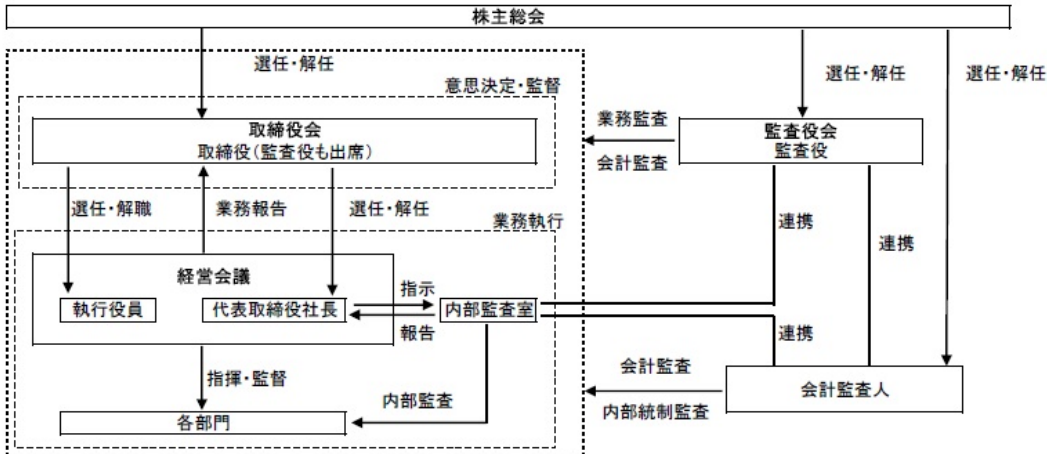 株主総会
選任・解任
選任・解任
選任・解任
意思決定・監督
取締役会
取締役(監査役も出席)
業務監査
会計監査
監査役会
監査役
選任・解職
業務報告
選任・解任
業務執行
連携
連携
経営会議
執行役員
代表取締役社長
指示
報告
内部監査室
連携
指揮・監督
内部監査
各部門
会計監査
内部統制監査
会計監査人